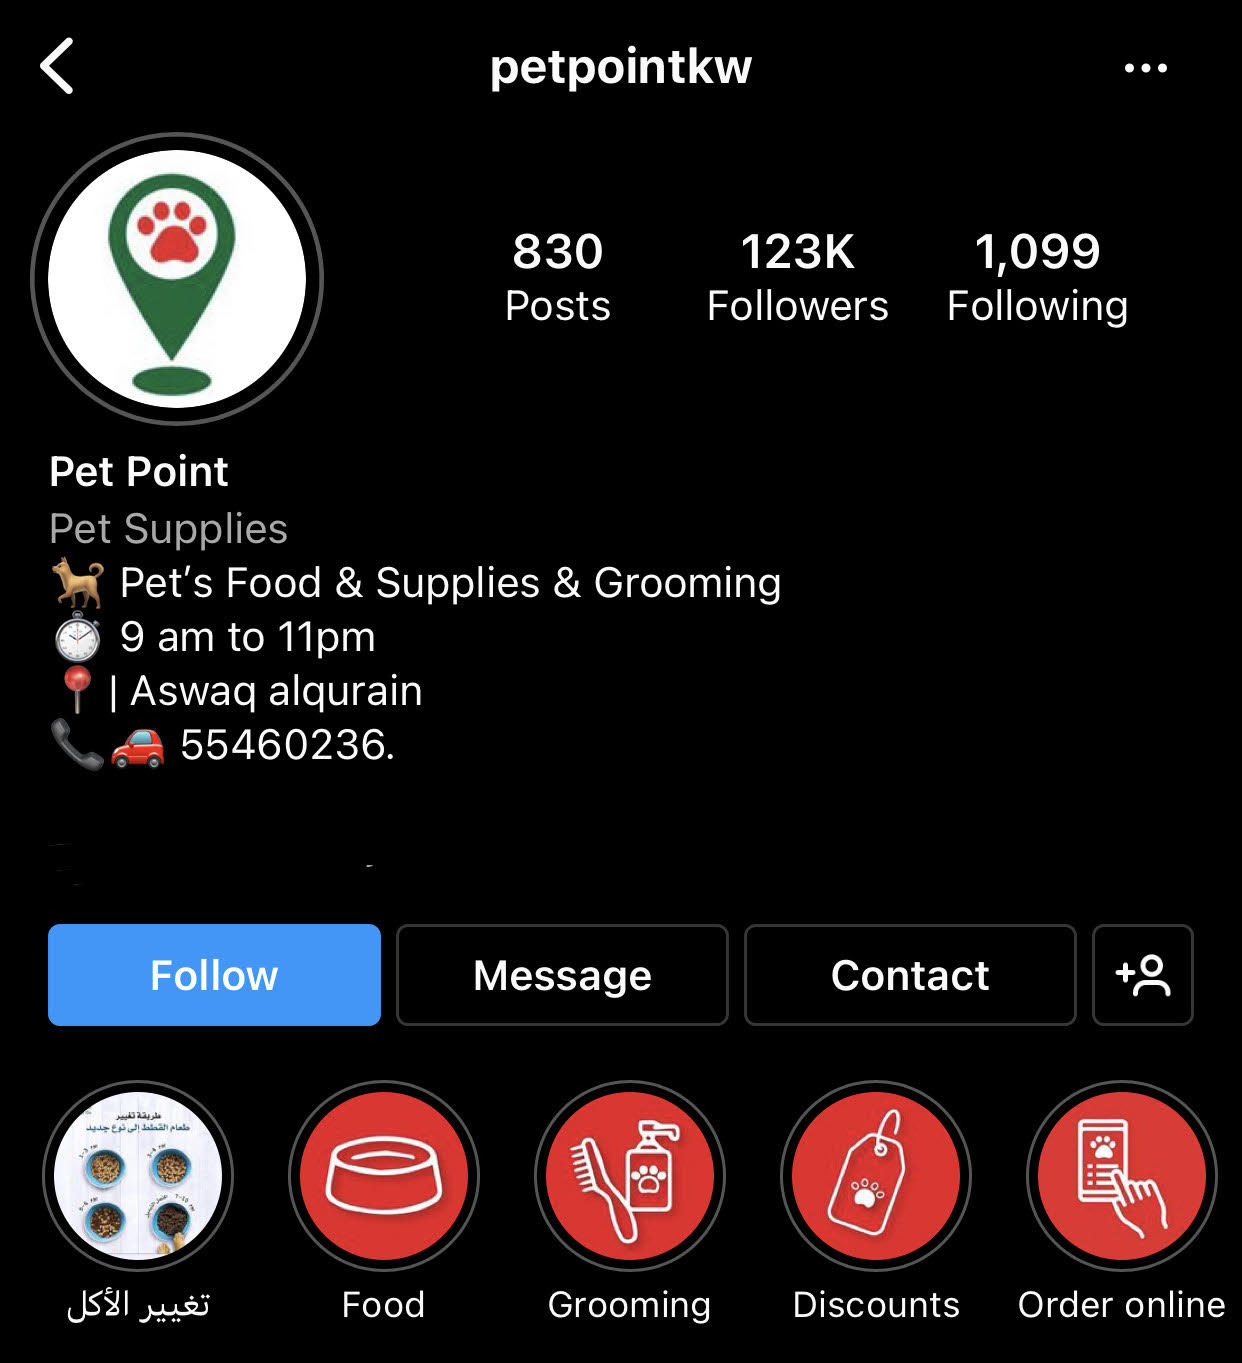 petpointkw
830 123K 1,099
Posts Followers Following
Pet Point
Pet Supplies
🐕 Pet’s Food & Supplies & Grooming
⏱ 9 am to 11pm
📍| Aswaq alqurain
📞🚗 55460236.
Follow Message Contact
طريقة تغيير
طعام القطط إلى نوع جديد
تغيير الأكل Food Grooming Discounts Order online